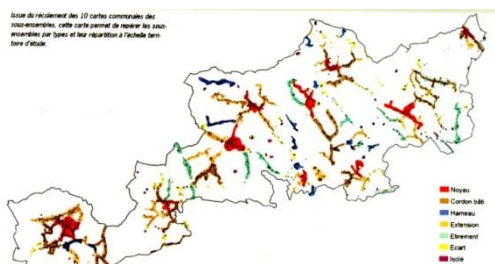 Issue du récolement des 10 cartes communales des
sous-ensembles, cette carte permet de repérer les sous-
ensembles par types et leur répartition à l'échelle terri-
toire d'étude.
Noyau
Cordon bâti
Hameau
Extension
Etirement
Ecart
Isolé